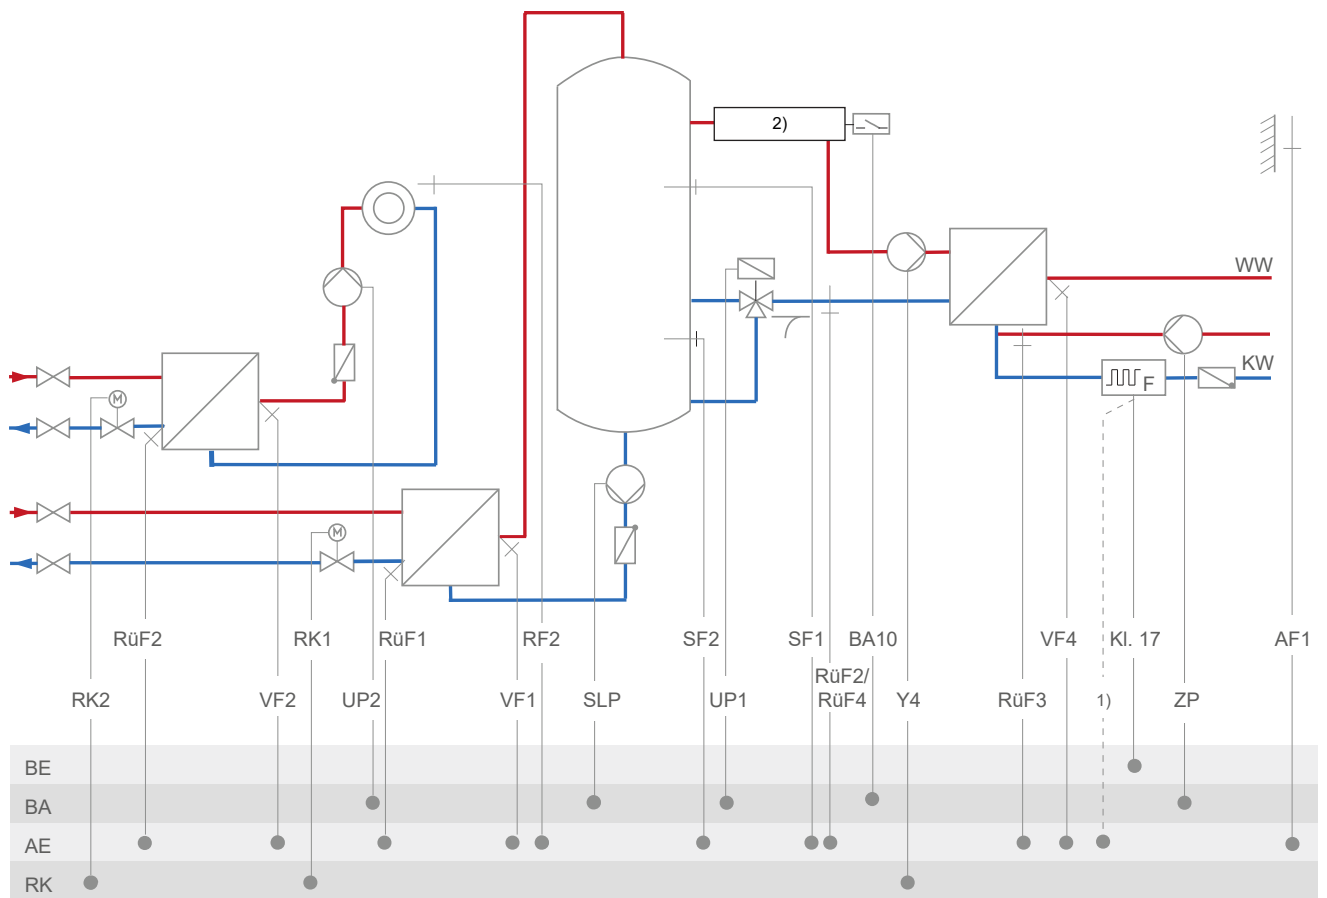 2)
WW
KW
F
M
M
RüF2
RK1
RüF1
RF2
SF2
SF1
BA10
VF4
Kl. 17
AF1
RK2
VF2
UP2
VF1
SLP
UP1
RüF2/
RüF4
Y4
RüF3
1)
ZP
BE
BA
AE
RK